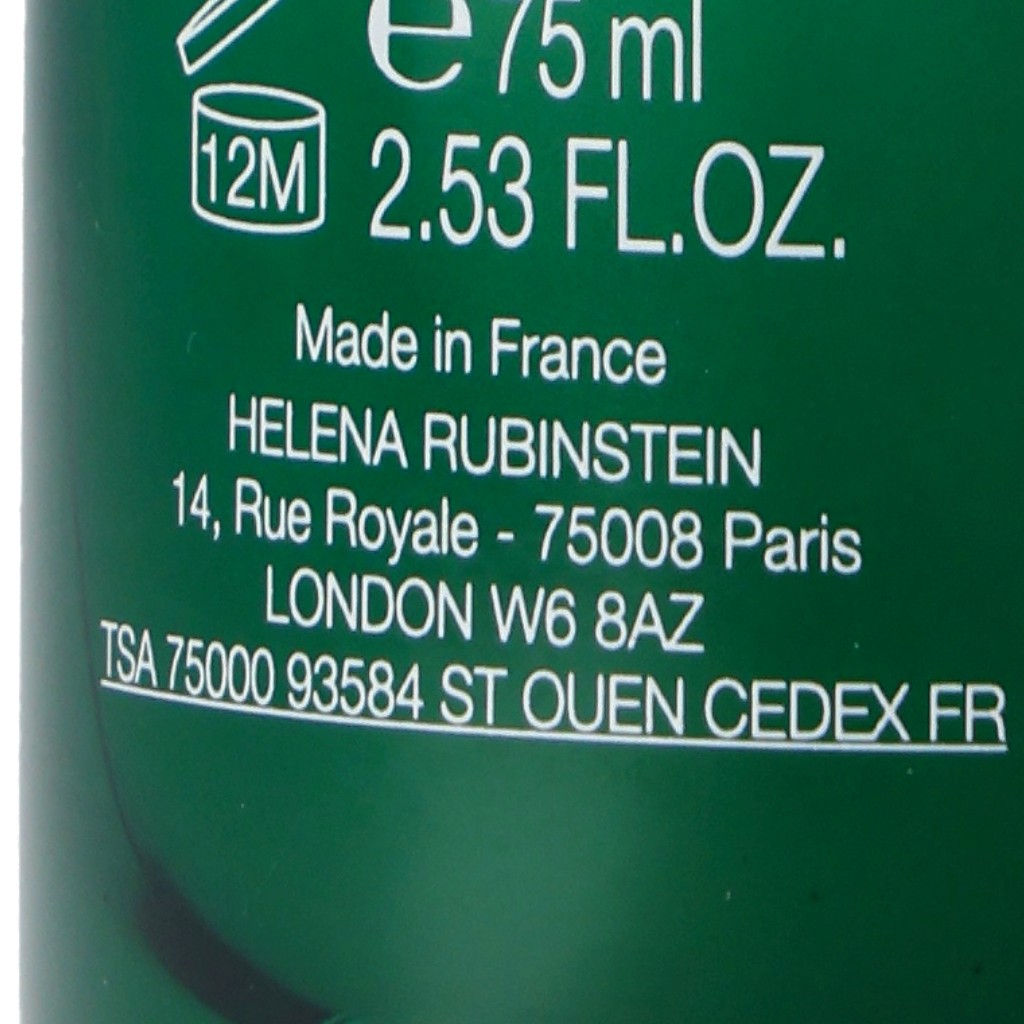 ℮ 75 ml
12M 2.53 FL.OZ.
Made in France
HELENA RUBINSTEIN
14, Rue Royale - 75008 Paris
LONDON W6 8AZ
TSA 75000 93584 ST OUEN CEDEX FR